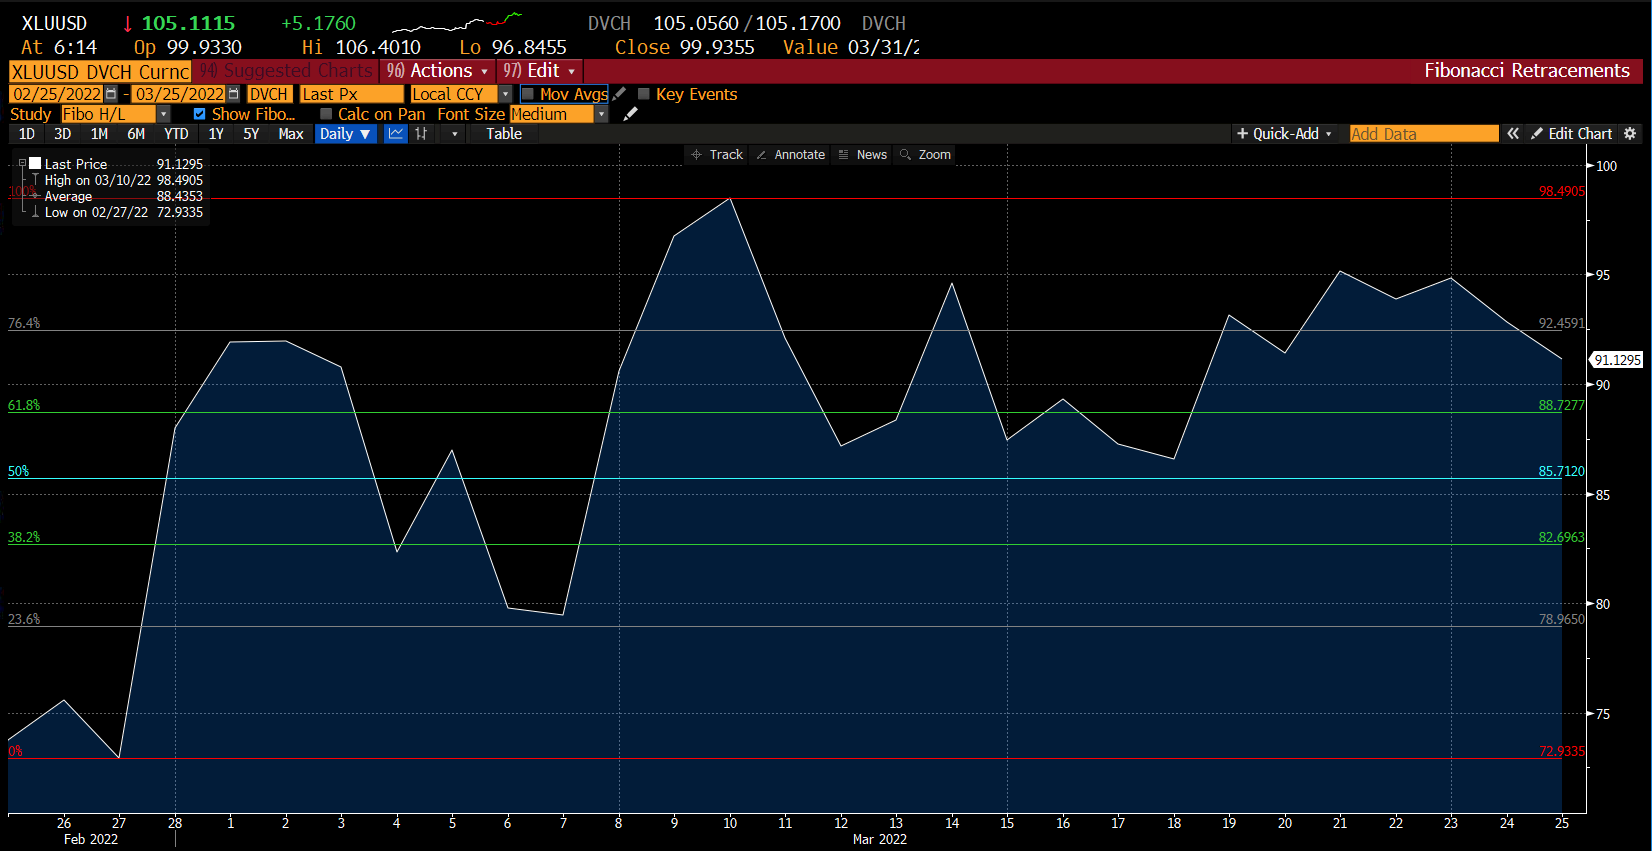 XLUUSD ↓ 105.1115 +5.1760 DVCH 105.0560 / 105.1700 DVCH
At 6:14 Op 99.9330 Hi 106.4010 Lo 96.8455 Close 99.9355 Value 03/31/2
XLUUSD DVCH Curnc 94) Suggested Charts 96) Actions 97) Edit Fibonacci Retracements
02/25/2022 - 03/25/2022 DVCH Last Px Local CCY Mov Avgs Key Events
Study Fibo H/L Show Fibo... Calc on Pan Font Size Medium
1D 3D 1M 6M YTD 1Y 5Y Max Daily ▼ Table + Quick-Add Add Data « Edit Chart
Track Annotate News Zoom
Last Price 91.1295
High on 03/10/22 98.4905
Average 88.4353
Low on 02/27/22 72.9335
100
100% 98.4905
95
76.4% 92.4591
91.1295
90
61.8% 88.7277
50% 85.7120
85
38.2% 82.6963
80
23.6% 78.9650
75
0% 72.9335
26 27 28 1 2 3 4 5 6 7 8 9 10 11 12 13 14 15 16 17 18 19 20 21 22 23 24 25
Feb 2022 Mar 2022